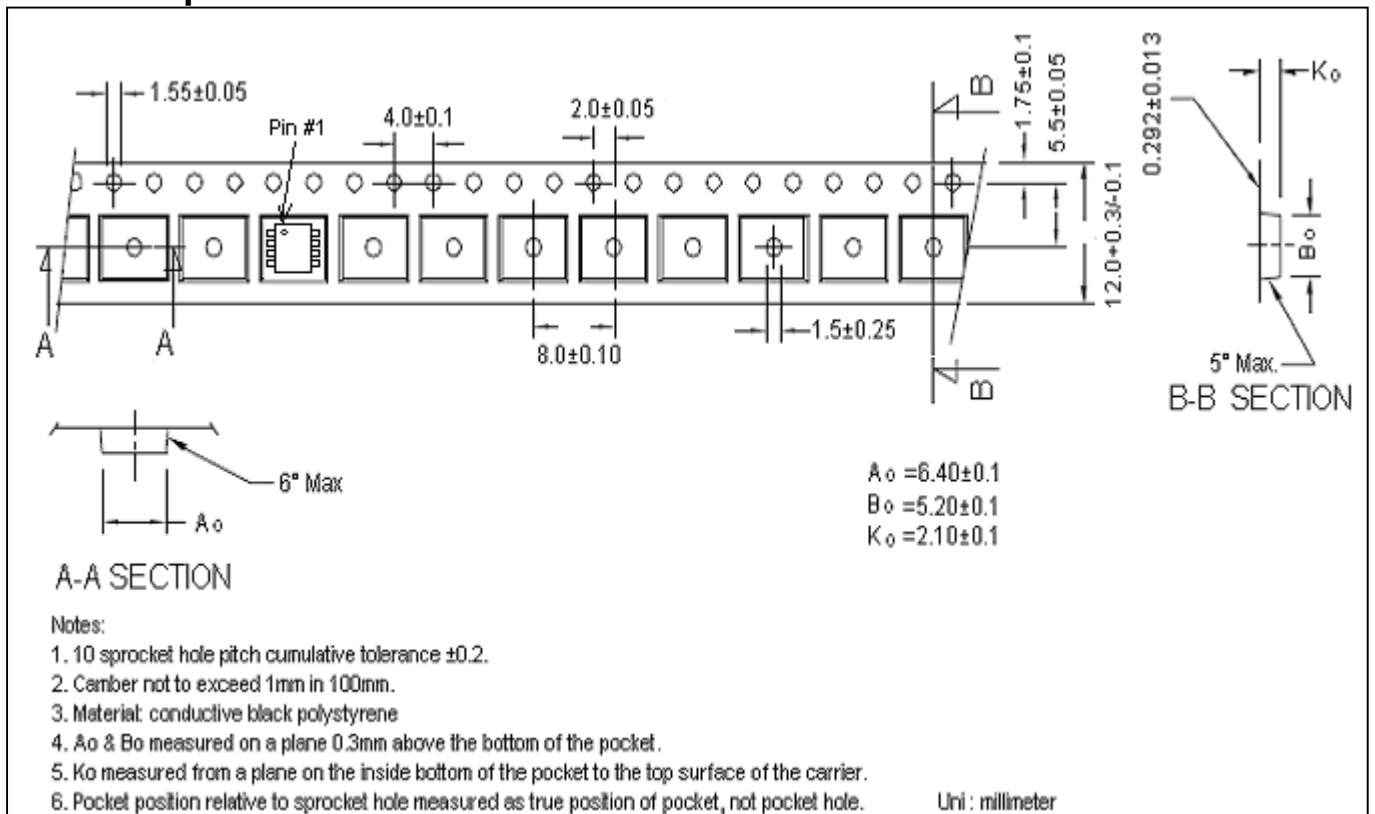 1.55±0.05
Pin #1
4.0±0.1
2.0±0.05
B
1.75±0.1
5.5±0.05
0.292±0.013
Ko
12.0+0.3/-0.1
Bo
A
A
8.0±0.10
1.5±0.25
B
5° Max.
B-B SECTION
6° Max
Ao
A-A SECTION
Ao =6.40±0.1
Bo =5.20±0.1
Ko =2.10±0.1
Notes:
1. 10 sprocket hole pitch cumulative tolerance ±0.2.
2. Camber not to exceed 1mm in 100mm.
3. Material: conductive black polystyrene
4. Ao & Bo measured on a plane 0.3mm above the bottom of the pocket.
5. Ko measured from a plane on the inside bottom of the pocket to the top surface of the carrier.
6. Pocket position relative to sprocket hole measured as true position of pocket, not pocket hole.
Uni : millimeter